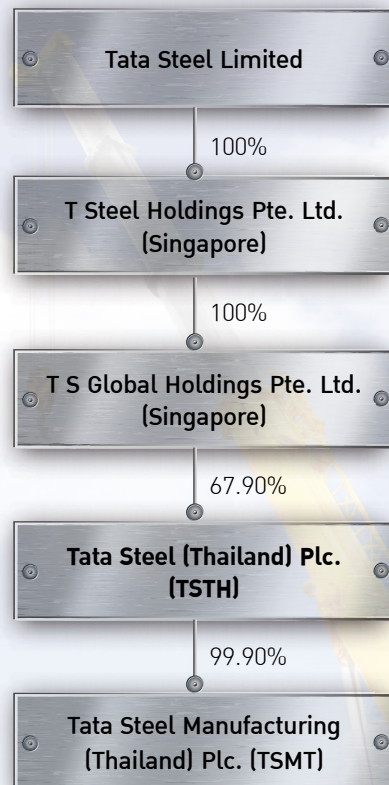 Tata Steel Limited
100%
T Steel Holdings Pte. Ltd.
(Singapore)
100%
T S Global Holdings Pte. Ltd.
(Singapore)
67.90%
Tata Steel (Thailand) Plc.
(TSTH)
99.90%
Tata Steel Manufacturing
(Thailand) Plc. (TSMT)